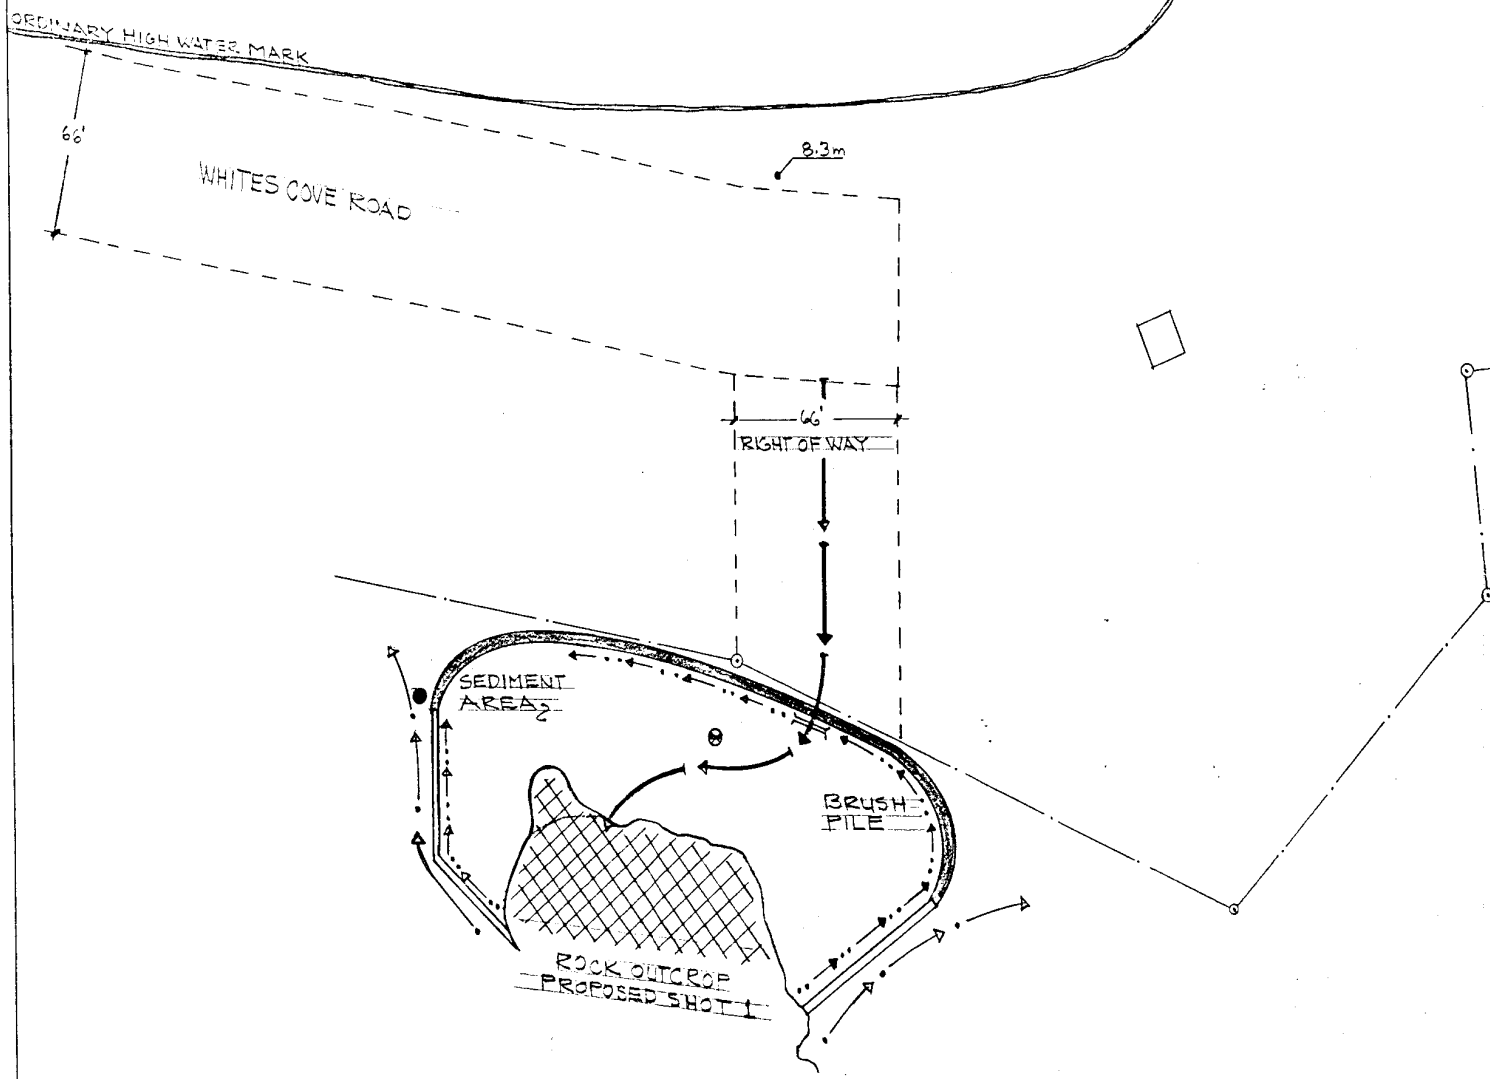 ORDINARY HIGH WATER MARK
66'
8.3m
WHITES COVE ROAD
66'
RIGHT OF WAY
SEDIMENT
AREA
BRUSH
PILE
ROCK OUTCROP
PROPOSED SHOT 1